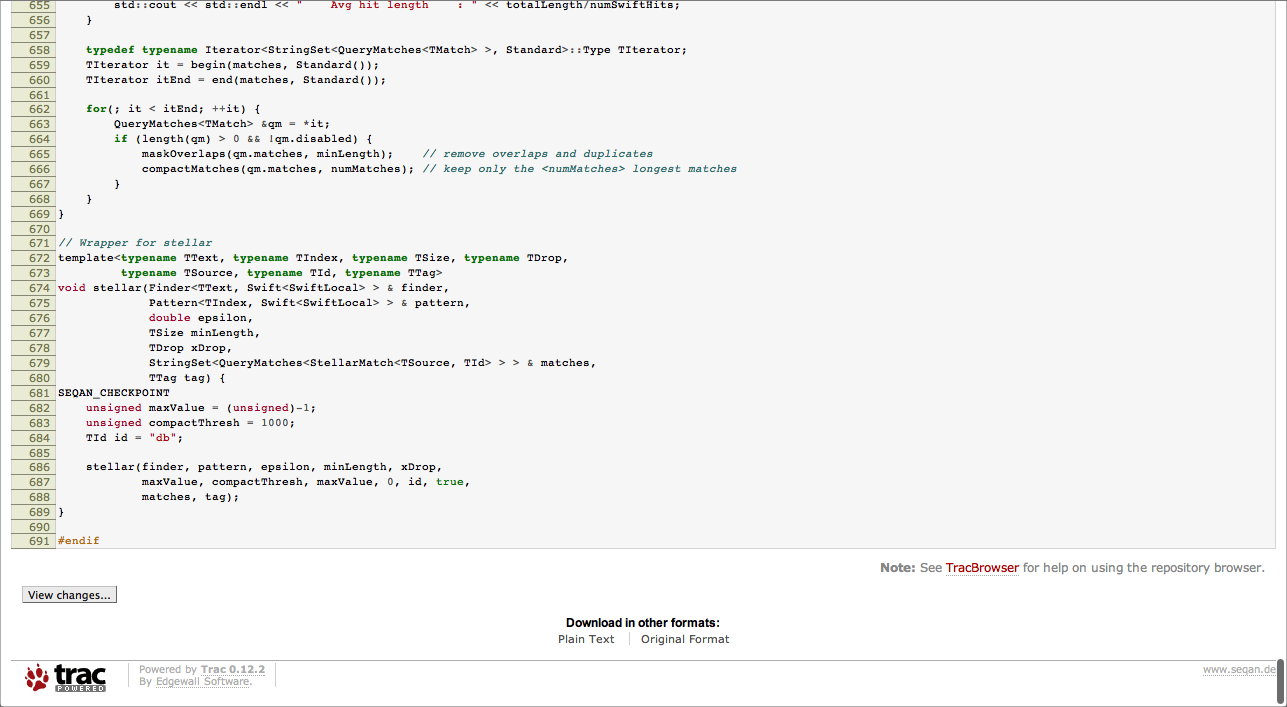 655         std::cout << std::endl << "    Avg hit length    : " << totalLength/numSwiftHits;
656     }
657
658     typedef typename Iterator<StringSet<QueryMatches<TMatch> >, Standard>::Type TIterator;
659     TIterator it = begin(matches, Standard());
660     TIterator itEnd = end(matches, Standard());
661
662     for(; it < itEnd; ++it) {
663         QueryMatches<TMatch> &qm = *it;
664         if (length(qm) > 0 && !qm.disabled) {
665             maskOverlaps(qm.matches, minLength);    // remove overlaps and duplicates
666             compactMatches(qm.matches, numMatches); // keep only the <numMatches> longest matches
667         }
668     }
669 }
670
671 // Wrapper for stellar
672 template<typename TText, typename TIndex, typename TSize, typename TDrop,
673          typename TSource, typename TId, typename TTag>
674 void stellar(Finder<TText, Swift<SwiftLocal> > & finder,
675              Pattern<TIndex, Swift<SwiftLocal> > & pattern,
676              double epsilon,
677              TSize minLength,
678              TDrop xDrop,
679              StringSet<QueryMatches<StellarMatch<TSource, TId> > > & matches,
680              TTag tag) {
681 SEQAN_CHECKPOINT
682     unsigned maxValue = (unsigned)-1;
683     unsigned compactThresh = 1000;
684     TId id = "db";
685
686     stellar(finder, pattern, epsilon, minLength, xDrop,
687             maxValue, compactThresh, maxValue, 0, id, true,
688             matches, tag);
689 }
690
691 #endif
Note: See TracBrowser for help on using the repository browser.
View changes...
Download in other formats:
Plain Text
Original Format
trac
POWERED
Powered by Trac 0.12.2
By Edgewall Software.
www.seqan.de